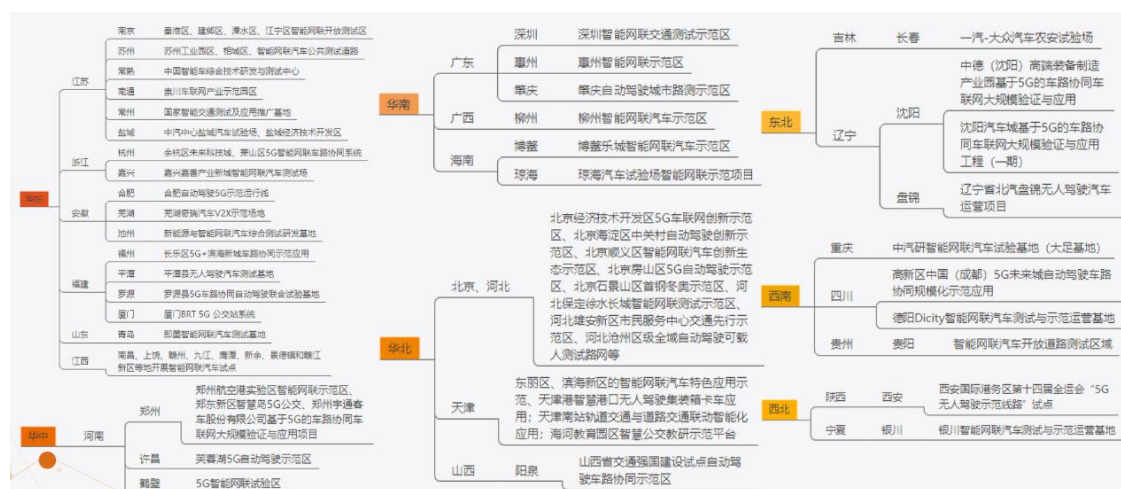 华东
江苏
南京
秦淮区、建邺区、溧水区、江宁区智能网联开放测试区
苏州
苏州工业园区、相城区、智能网联汽车公共测试道路
常熟
中国智能车综合技术研发与测试中心
南通
崇川车联网产业示范园区
常州
国家智能交通测试及应用推广基地
盐城
中汽中心盐城汽车试验场、盐城经济技术开发区
浙江
杭州
余杭区未来科技城、萧山区5G智能网联车路协同系统
嘉兴
嘉兴嘉善产业新城智能网联汽车测试场
安徽
合肥
合肥自动驾驶5G示范运行线
芜湖
芜湖奇瑞汽车V2X示范场地
池州
新能源与智能网联汽车综合测试研发基地
福建
福州
长乐区5G+滨海新城车路协同示范应用
平潭
平潭县无人驾驶汽车测试基地
罗源
罗源县5G车路协同自动驾驶联合试验基地
厦门
厦门BRT 5G 公交站系统
山东
青岛
即墨智能网联汽车测试基地
江西
南昌、上饶、赣州、九江、鹰潭、新余、景德镇和赣江
新区等地开展智能网联汽车试点
华中
河南
郑州
郑州航空港实验区智能网联示范区、
郑东新区智慧岛5G公交、郑州宇通客
车股份有限公司基于5G的车路协同车
联网大规模验证与应用项目
许昌
芙蓉湖5G自动驾驶示范区
鹤壁
5G智能网联试验区
华南
广东
深圳
深圳智能网联交通测试示范区
惠州
惠州智能网联示范区
肇庆
肇庆自动驾驶城市路测示范区
广西
柳州
柳州智能网联汽车示范区
海南
博鳌
博鳌乐城智能网联汽车示范区
琼海
琼海汽车试验场智能网联示范项目
华北
北京、河北
北京经济技术开发区5G车联网创新示范
区、北京海淀区中关村自动驾驶创新示
范区、北京顺义区智能网联汽车创新生
态示范区、北京房山区5G自动驾驶示范
区、北京石景山区首钢冬奥示范区、河
北保定徐水长城智能网联测试示范区、
河北雄安新区市民服务中心交通先行示
范区、河北沧州区级全域自动驾驶可载
人测试路网等
天津
东丽区、滨海新区的智能网联汽车特色应用示
范、天津港智慧港口无人驾驶集装箱卡车应
用；天津南站轨道交通与道路交通联动智能化
应用；海河教育园区智慧公交教研示范平台
山西
阳泉
山西省交通强国建设试点自动驾
驶车路协同示范区
东北
吉林
长春
一汽-大众汽车农安试验场
辽宁
沈阳
中德（沈阳）高端装备制造
产业园基于5G的车路协同车
联网大规模验证与应用
沈阳汽车城基于5G的车路协
同车联网大规模验证与应用
工程（一期）
盘锦
辽宁省北汽盘锦无人驾驶汽车
运营项目
西南
重庆
中汽研智能网联汽车试验基地（大足基地）
四川
高新区中国（成都）5G未来城自动驾驶车路
协同规模化示范应用
德阳Dicity智能网联汽车测试与示范运营基地
贵州
贵阳
智能网联汽车开放道路测试区域
西北
陕西
西安
西安国际港务区第十四届全运会“5G
无人驾驶示范线路”试点
宁夏
银川
银川智能网联汽车测试与示范运营基地